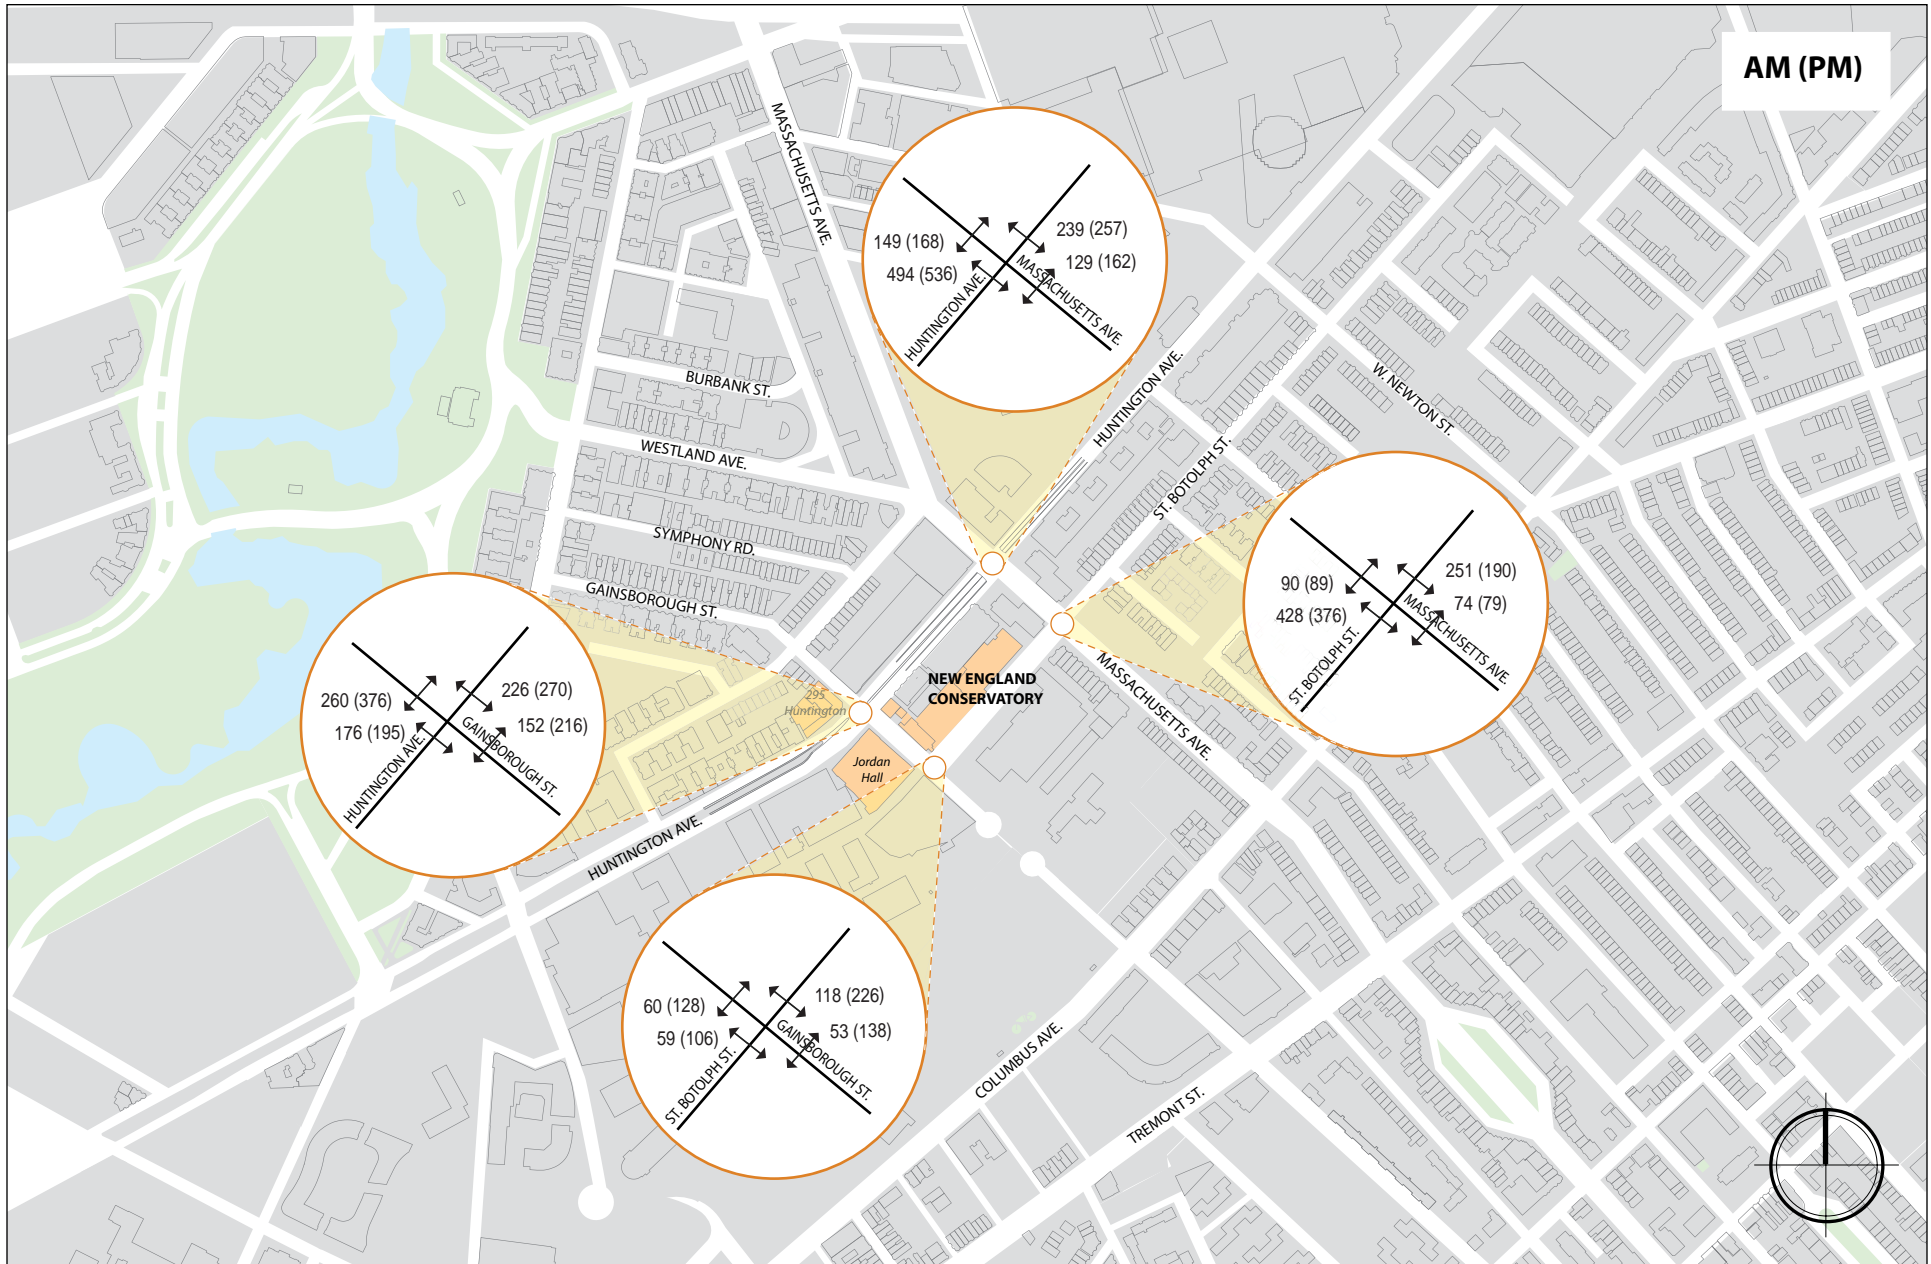 AM (PM)
MASSACHUSETTS AVE.
149 (168)
239 (257)
494 (536)
129 (162)
HUNTINGTON AVE.
MASSACHUSETTS AVE.
BURBANK ST.
WESTLAND AVE.
SYMPHONY RD.
GAINSBOROUGH ST.
HUNTINGTON AVE.
ST. BOTOLPH ST.
W. NEWTON ST.
90 (89)
251 (190)
428 (376)
74 (79)
ST. BOTOLPH ST.
MASSACHUSETTS AVE.
260 (376)
226 (270)
176 (195)
152 (216)
HUNTINGTON AVE.
GAINSBOROUGH ST.
295
Huntington
NEW ENGLAND
CONSERVATORY
MASSACHUSETTS AVE.
Jordan
Hall
HUNTINGTON AVE.
60 (128)
118 (226)
59 (106)
53 (138)
ST. BOTOLPH ST.
GAINSBOROUGH ST.
COLUMBUS AVE.
TREMONT ST.